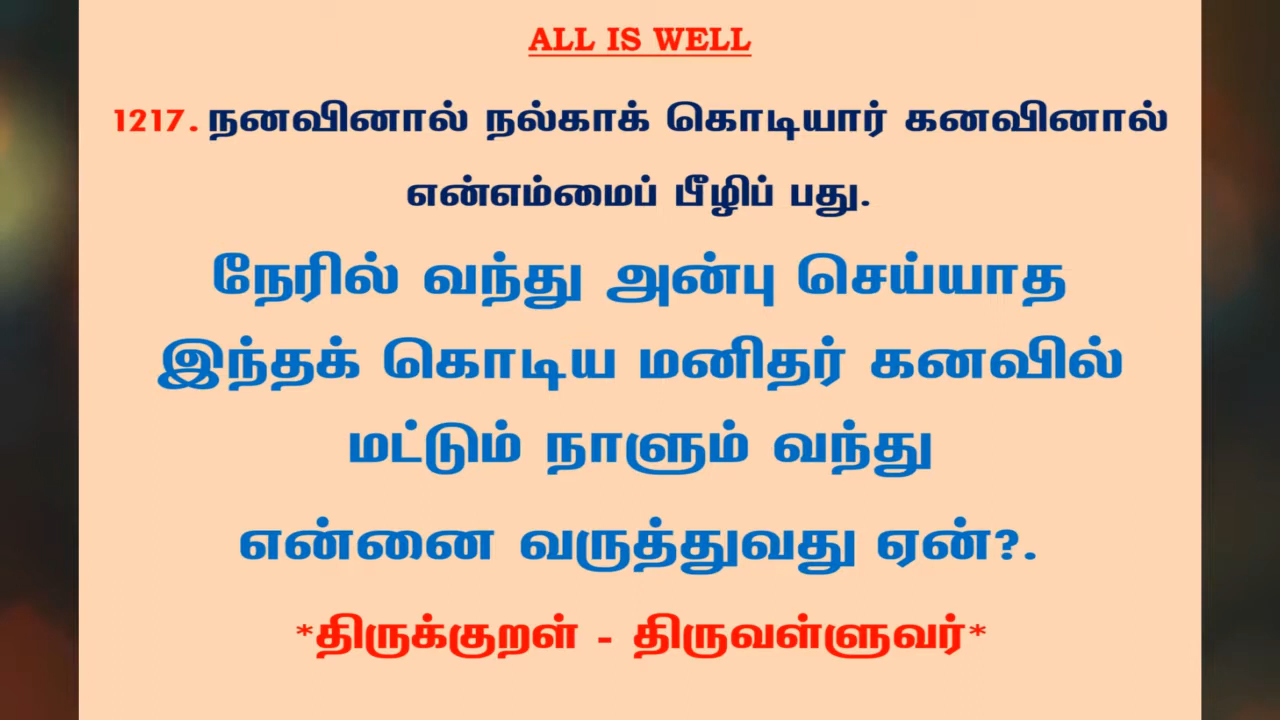 ALL IS WELL
1217. நனவினால் நல்காக் கொடியார் கனவினால்
என்எம்மைப் பீழிப் பது.
நேரில் வந்து அன்பு செய்யாத
இந்தக் கொடிய மனிதர் கனவில்
மட்டும் நாளும் வந்து
என்னை வருத்துவது ஏன்?.
*திருக்குறள் - திருவள்ளுவர்*